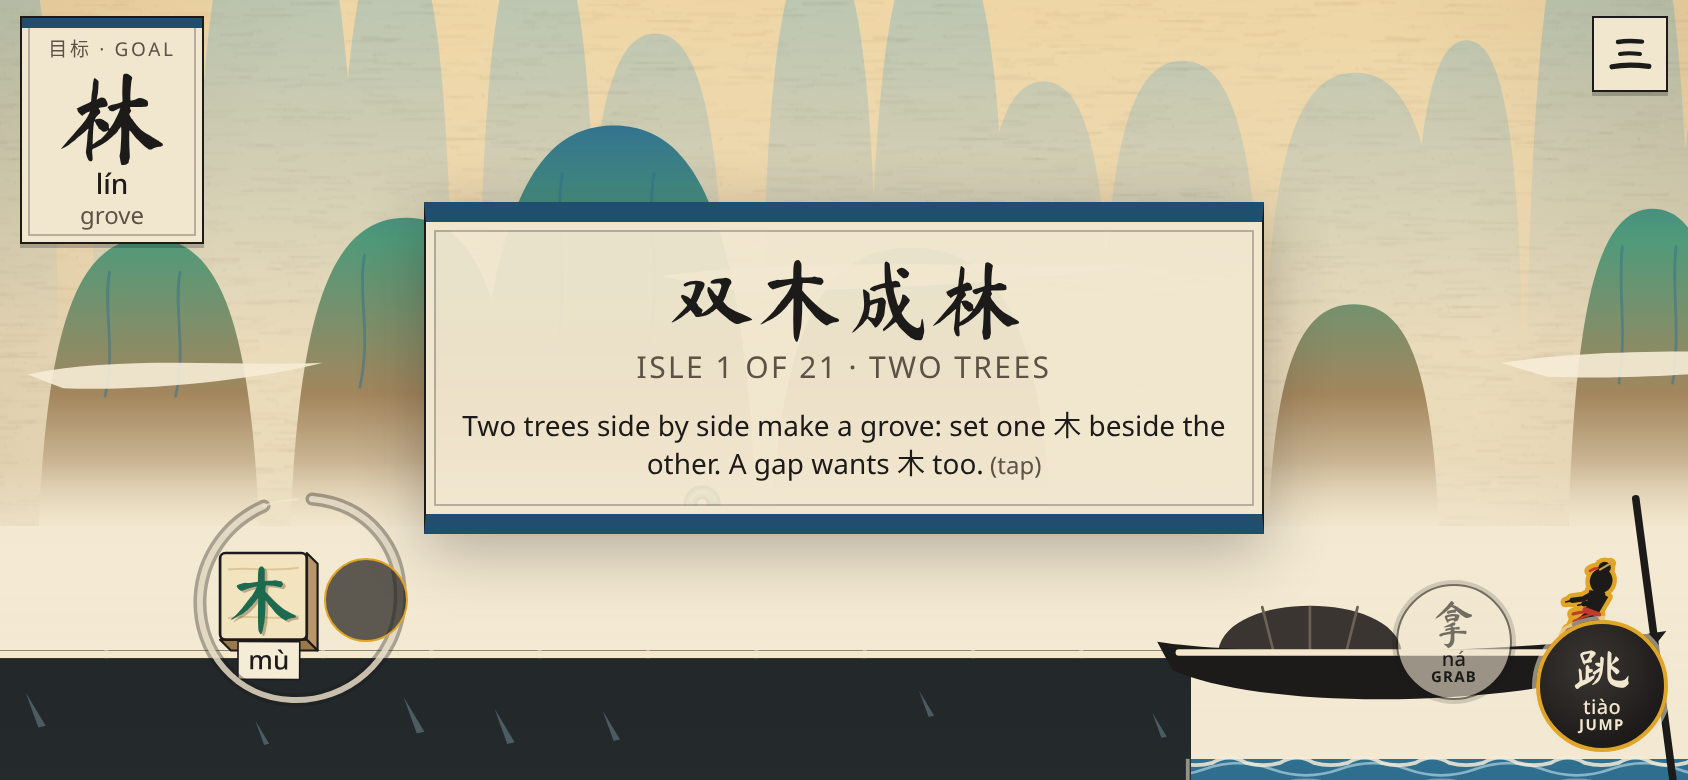 目标 · GOAL
林
lín
grove
三
双木成林
ISLE 1 OF 21 · TWO TREES
Two trees side by side make a grove: set one 木 beside the
other. A gap wants 木 too. (tap)
木
mù
拿
ná
GRAB
跳
tiào
JUMP